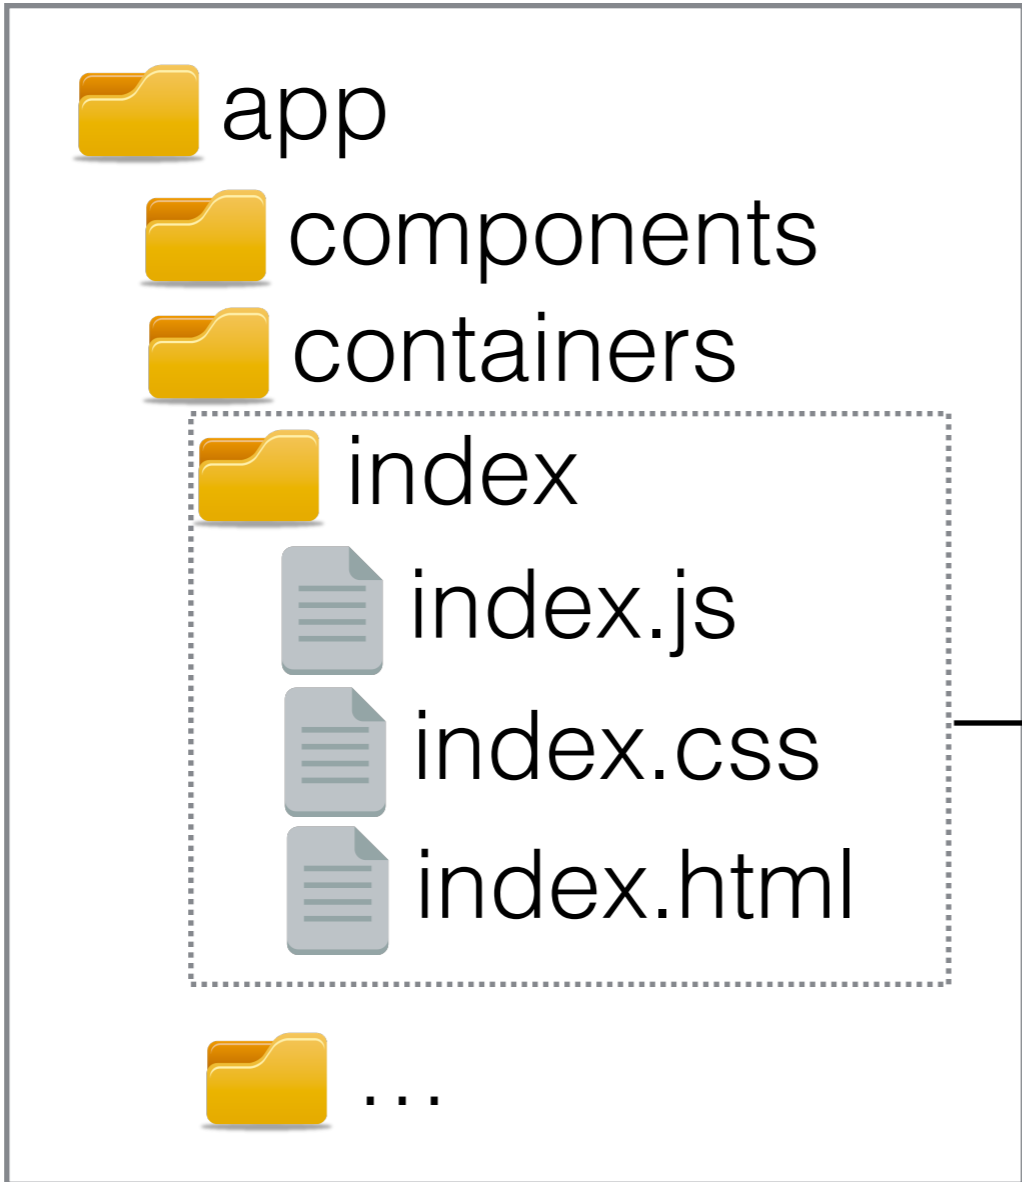 app
components
containers
index
index.js
index.css
index.html
...